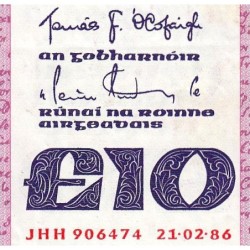 Tomás F. Ó Cofaigh
an gobharnóir
rúnaí na roinne
airgeadais
£10
JHH 906474 21·02·86